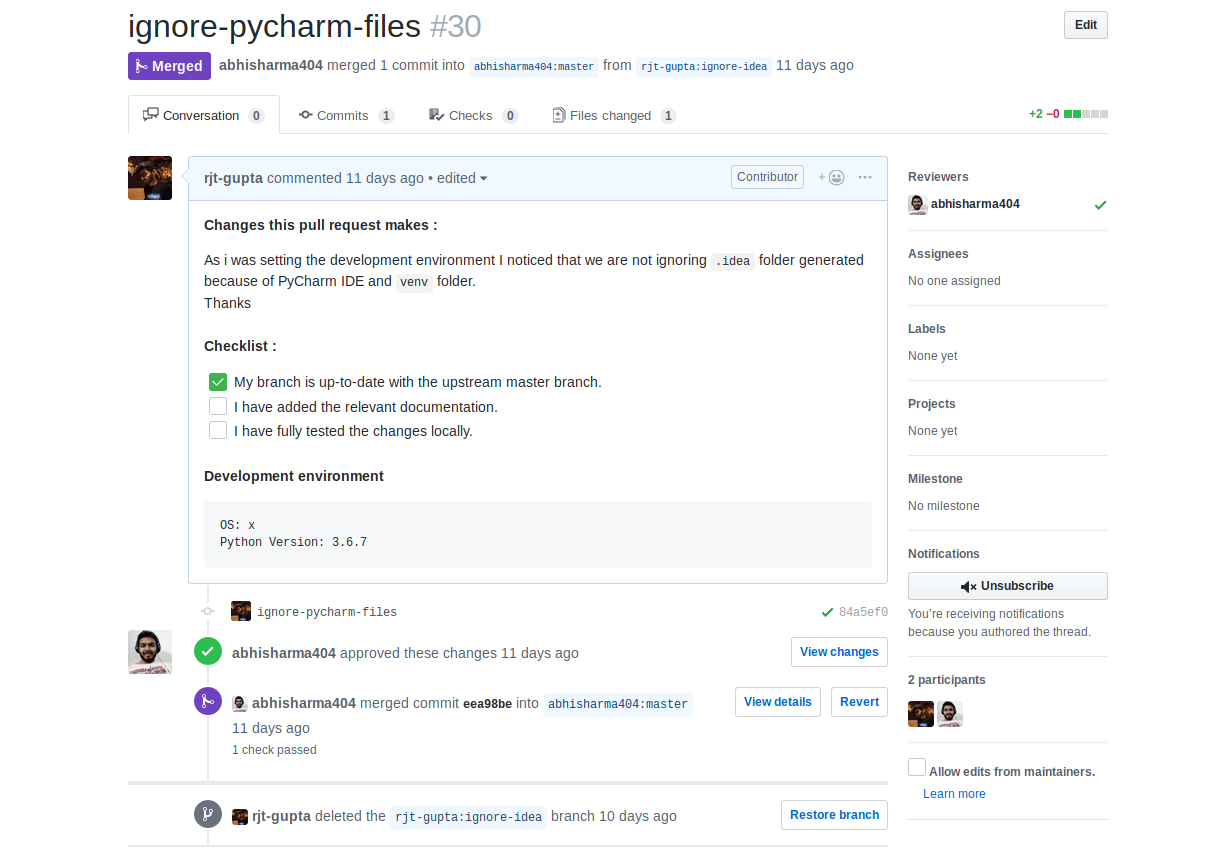 ignore-pycharm-files #30
Edit
Merged abhisharma404 merged 1 commit into abhisharma404:master from rjt-gupta:ignore-idea 11 days ago
Conversation 0 Commits 1 Checks 0 Files changed 1 +2 −0
rjt-gupta commented 11 days ago • edited Contributor
Changes this pull request makes :
As i was setting the development environment I noticed that we are not ignoring .idea folder generated
because of PyCharm IDE and venv folder.
Thanks
Checklist :
My branch is up-to-date with the upstream master branch.
I have added the relevant documentation.
I have fully tested the changes locally.
Development environment
OS: x
Python Version: 3.6.7
ignore-pycharm-files 84a5ef0
abhisharma404 approved these changes 11 days ago View changes
abhisharma404 merged commit eea98be into abhisharma404:master View details Revert
11 days ago
1 check passed
rjt-gupta deleted the rjt-gupta:ignore-idea branch 10 days ago Restore branch
Reviewers
abhisharma404
Assignees
No one assigned
Labels
None yet
Projects
None yet
Milestone
No milestone
Notifications
Unsubscribe
You're receiving notifications
because you authored the thread.
2 participants
Allow edits from maintainers.
Learn more